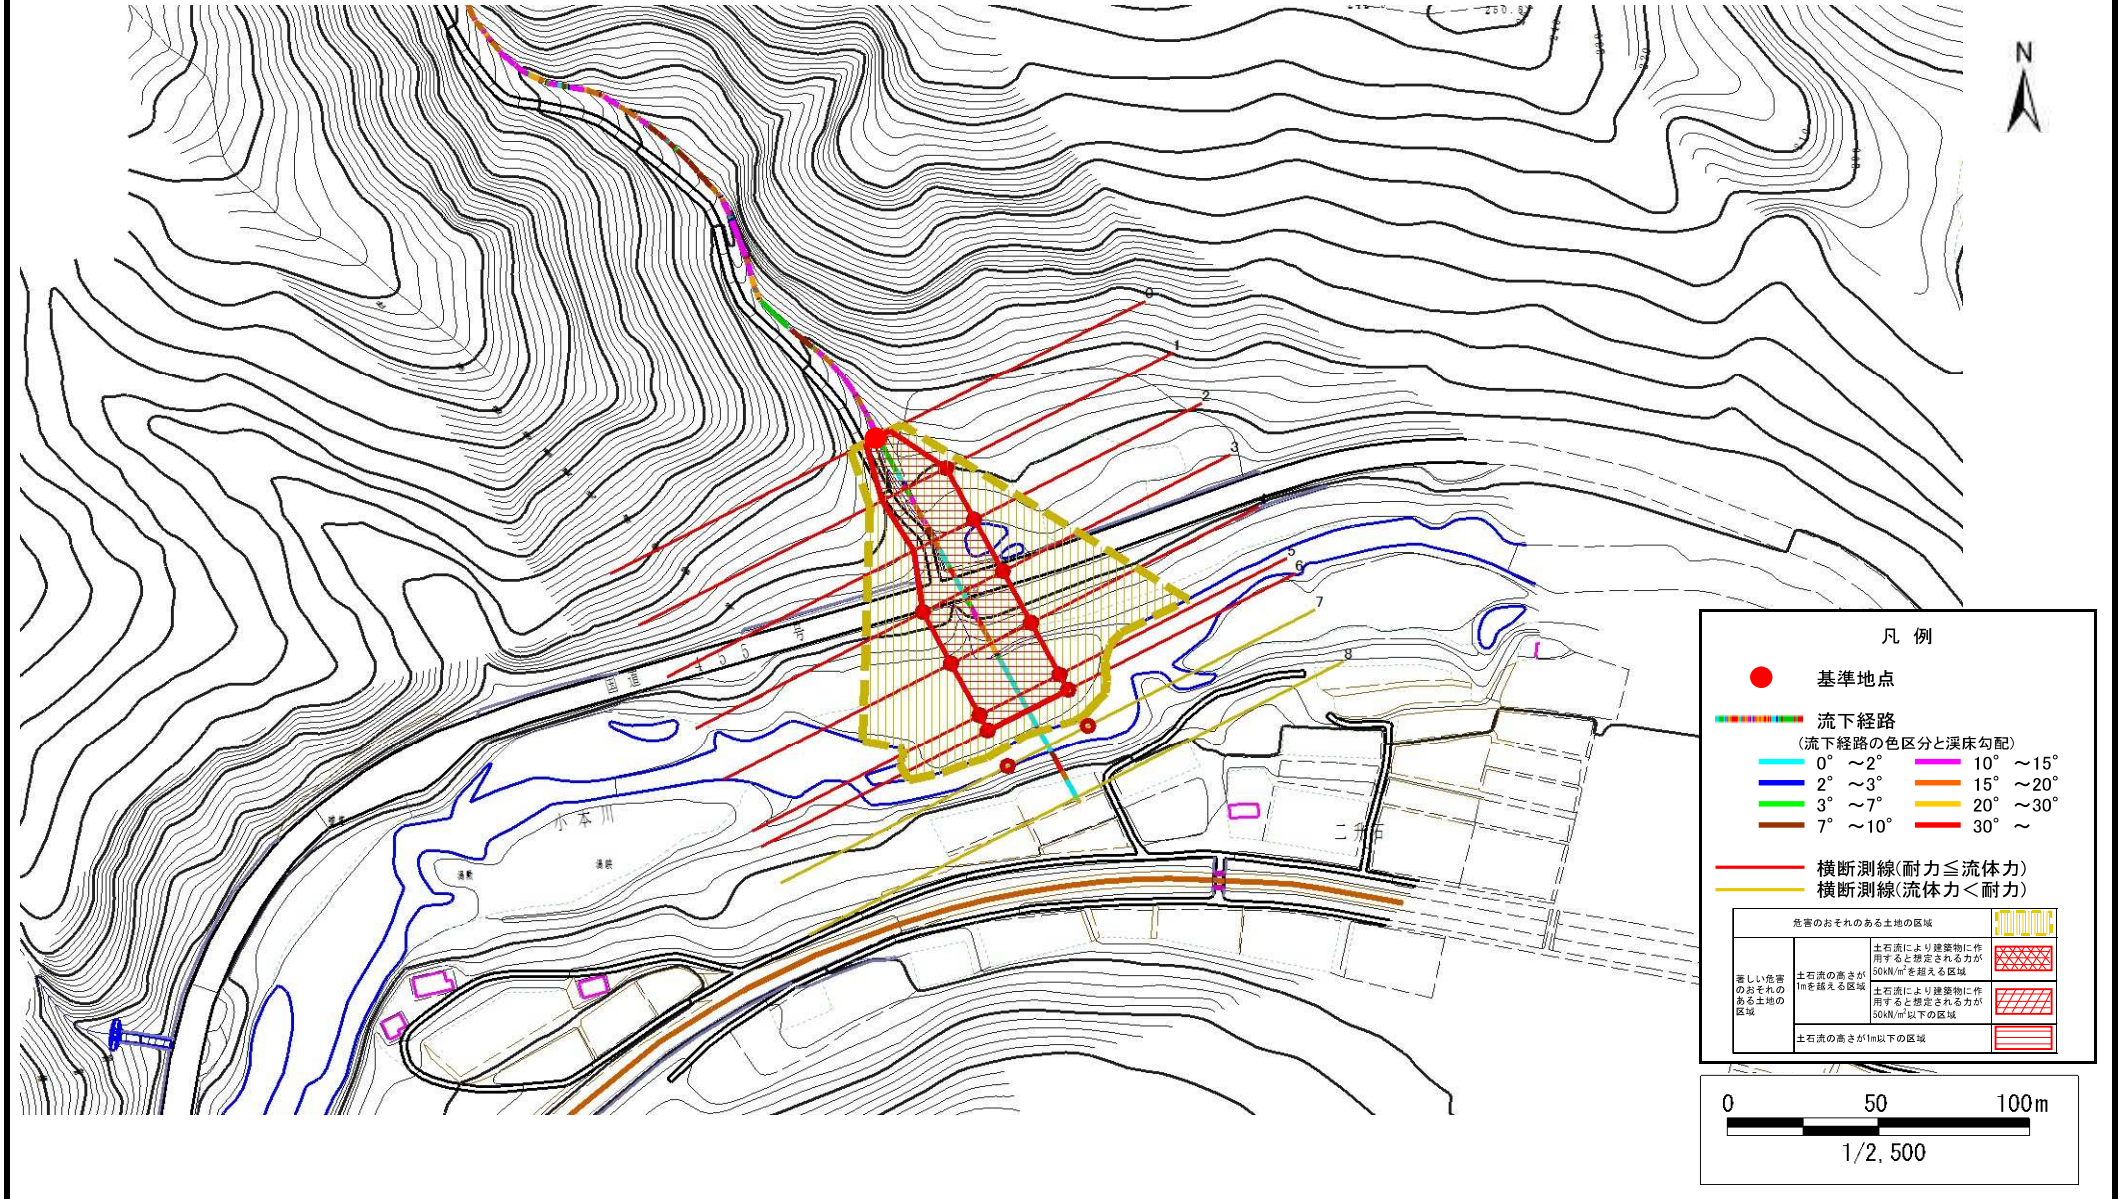 N
0
1
2
3
4
5
6
7
8
国道
455
号
小本川
二升石
凡 例
基準地点
流下経路
(流下経路の色区分と渓床勾配)
0° ～2° 10° ～15°
2° ～3° 15° ～20°
3° ～7° 20° ～30°
7° ～10° 30° ～
横断測線(耐力≦流体力)
横断測線(流体力＜耐力)
危害のおそれのある土地の区域
著しい危害
のおそれの
ある土地の
区域
土石流の高さが
1mを越える区域
土石流により建築物に作
用すると想定される力が
50kN/m²を超える区域
土石流により建築物に作
用すると想定される力が
50kN/m²以下の区域
土石流の高さが1m以下の区域
0 50 100m
1/2,500